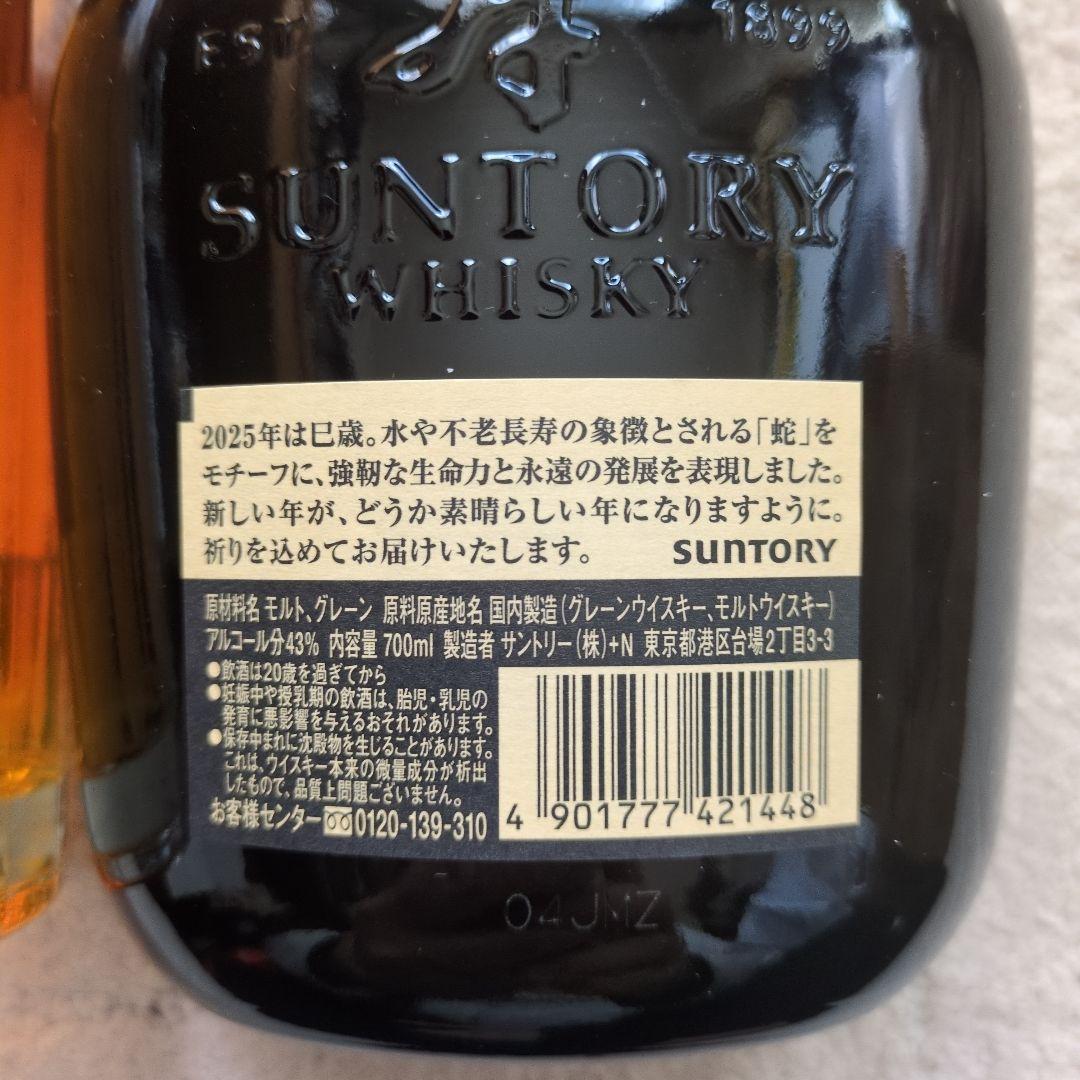 EST 1899
SUNTORY
WHISKY
2025年は巳歳。水や不老長寿の象徴とされる「蛇」を
モチーフに、強靭な生命力と永遠の発展を表現しました。
新しい年が、どうか素晴らしい年になりますように。
祈りを込めてお届けいたします。 SUNTORY
原材料名 モルト、グレーン 原料原産地名 国内製造（グレーンウイスキー、モルトウイスキー）
アルコール分43% 内容量 700ml 製造者 サントリー（株）+N 東京都港区台場2丁目3-3
●飲酒は20歳を過ぎてから
●妊娠中や授乳期の飲酒は、胎児・乳児の
発育に悪影響を与えるおそれがあります。
●保存中まれに沈殿物を生じることがあります。
これは、ウイスキー本来の微量成分が析出
したもので、品質上問題ございません。
お客様センター 0120-139-310
4 901777 421448
04JMZ